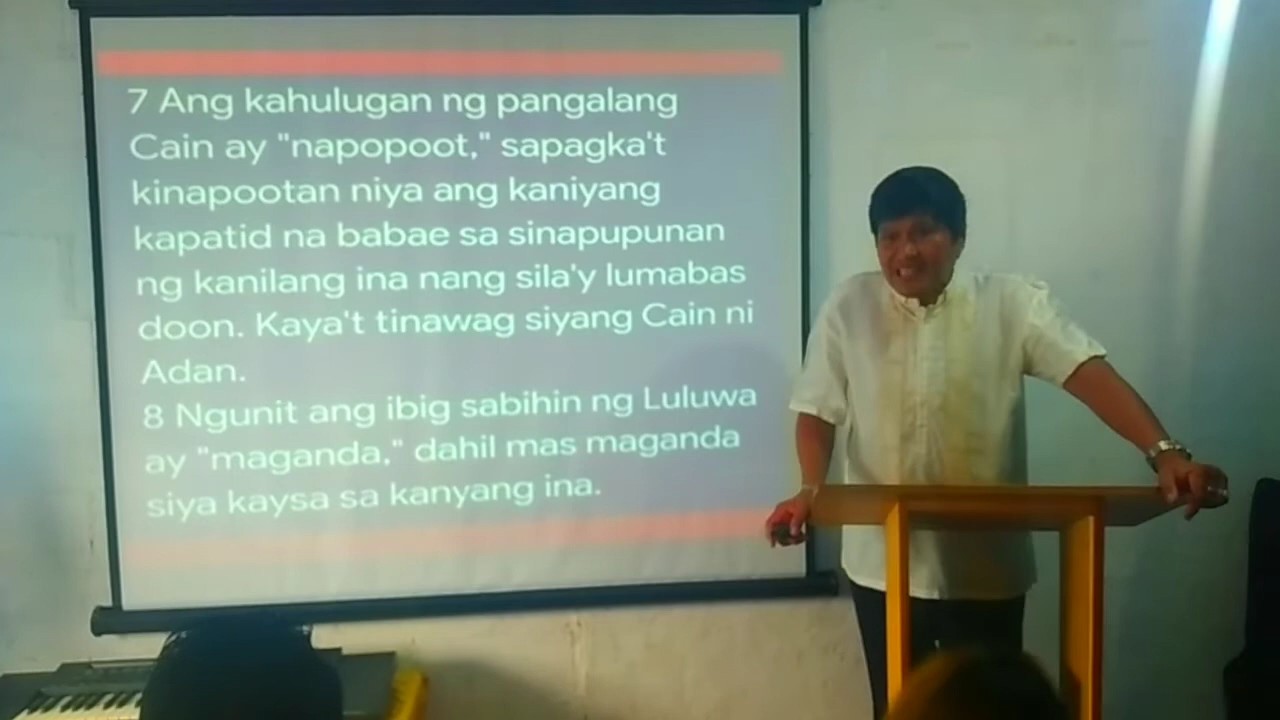 7 Ang kahulugan ng pangalang
Cain ay "napopoot," sapagka't
kinapootan niya ang kaniyang
kapatid na babae sa sinapupunan
ng kanilang ina nang sila'y lumabas
doon. Kaya't tinawag siyang Cain ni
Adan.
8 Ngunit ang ibig sabihin ng Luluwa
ay "maganda," dahil mas maganda
siya kaysa sa kanyang ina.